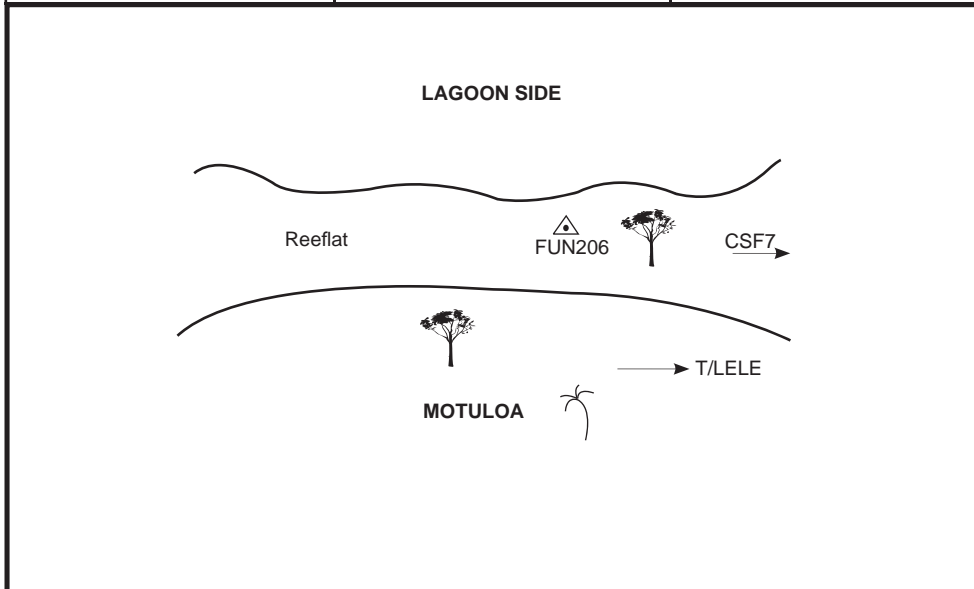 LAGOON SIDE
Reeflat
FUN206
CSF7
T/LELE
MOTULOA